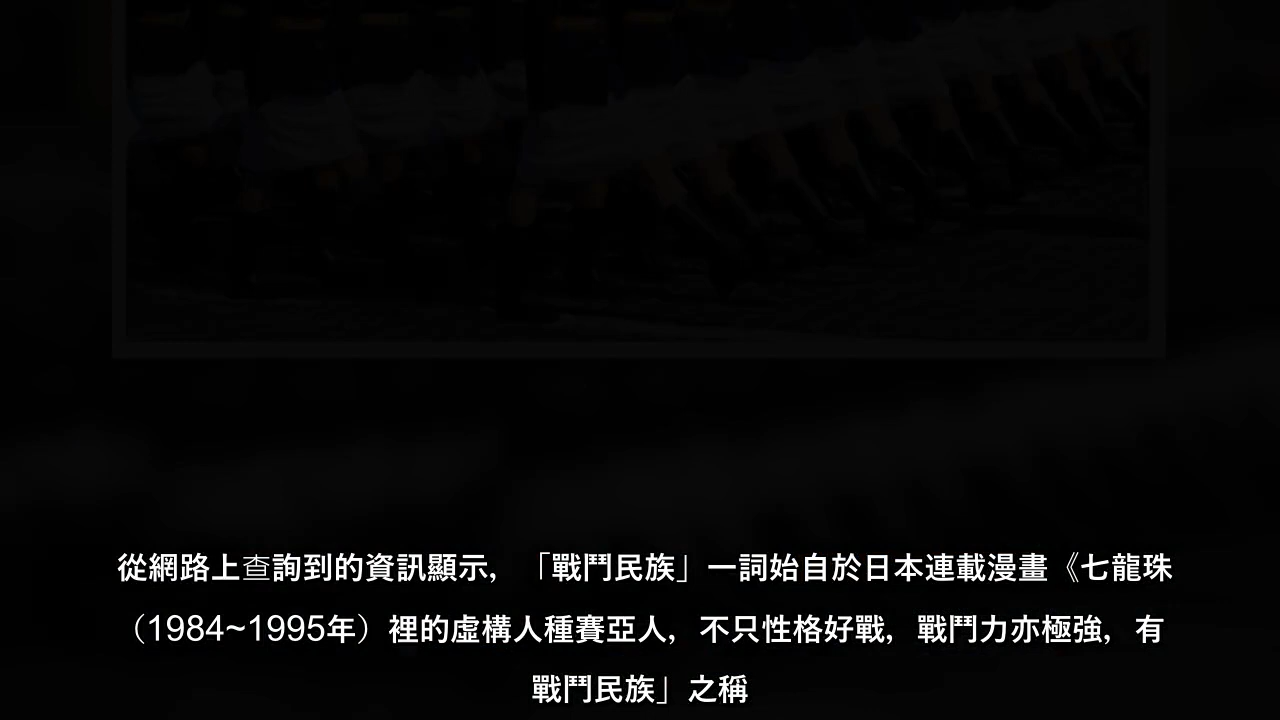 從網路上查詢到的資訊顯示，「戰鬥民族」一詞始自於日本連載漫畫《七龍珠
（1984~1995年）裡的虛構人種賽亞人，不只性格好戰，戰鬥力亦極強，有
戰鬥民族」之稱